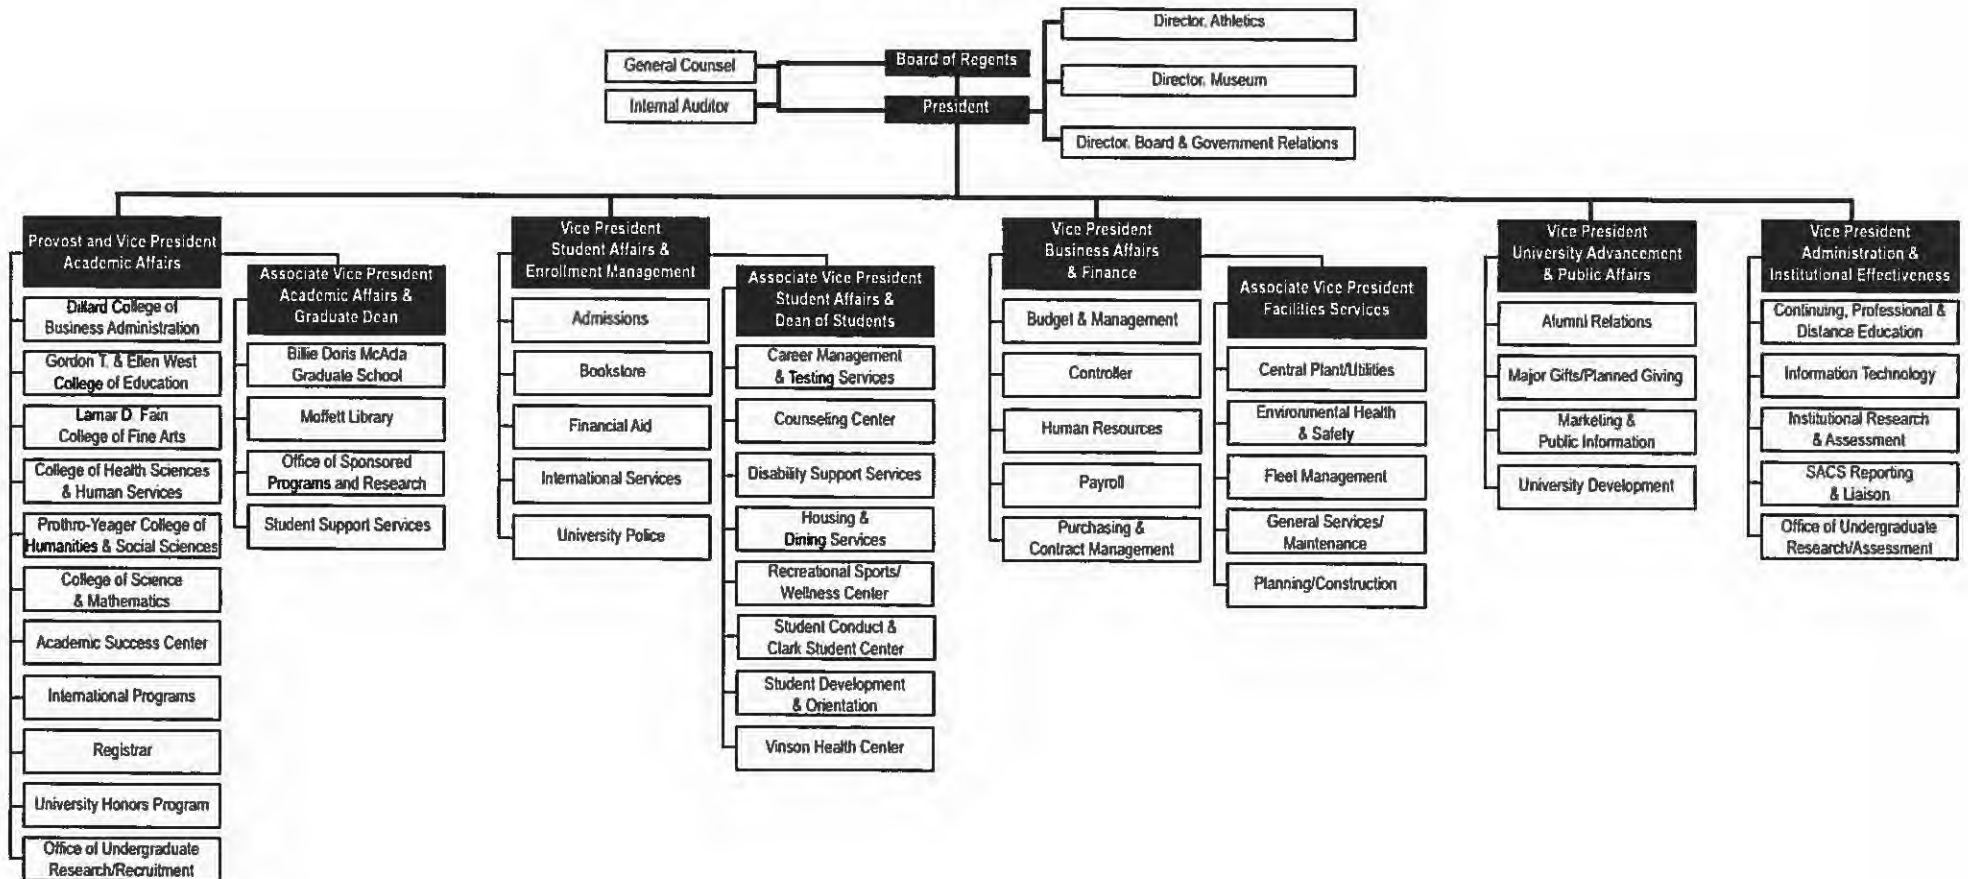 Director, Athletics
General Counsel
Board of Regents
Internal Auditor
President
Director, Museum
Director, Board & Government Relations
Provost and Vice President
Academic Affairs
Dillard College of
Business Administration
Gordon T. & Ellen West
College of Education
Lamar D. Fain
College of Fine Arts
College of Health Sciences
& Human Services
Prothro-Yeager College of
Humanities & Social Sciences
College of Science
& Mathematics
Academic Success Center
International Programs
Registrar
University Honors Program
Office of Undergraduate
Research/Recruitment
Associate Vice President
Academic Affairs &
Graduate Dean
Billie Doris McAda
Graduate School
Moffett Library
Office of Sponsored
Programs and Research
Student Support Services
Vice President
Student Affairs &
Enrollment Management
Admissions
Bookstore
Financial Aid
International Services
University Police
Associate Vice President
Student Affairs &
Dean of Students
Career Management
& Testing Services
Counseling Center
Disability Support Services
Housing &
Dining Services
Recreational Sports/
Wellness Center
Student Conduct &
Clark Student Center
Student Development
& Orientation
Vinson Health Center
Vice President
Business Affairs
& Finance
Budget & Management
Controller
Human Resources
Payroll
Purchasing &
Contract Management
Associate Vice President
Facilities Services
Central Plant/Utilities
Environmental Health
& Safety
Fleet Management
General Services/
Maintenance
Planning/Construction
Vice President
University Advancement
& Public Affairs
Alumni Relations
Major Gifts/Planned Giving
Marketing &
Public Information
University Development
Vice President
Administration &
Institutional Effectiveness
Continuing, Professional &
Distance Education
Information Technology
Institutional Research
& Assessment
SACS Reporting
& Liaison
Office of Undergraduate
Research/Assessment